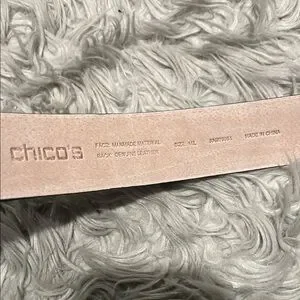 chico's
FACE: MANMADE MATERIAL
BACK: GENUINE LEATHER
SIZE: M/L
MADE IN CHINA